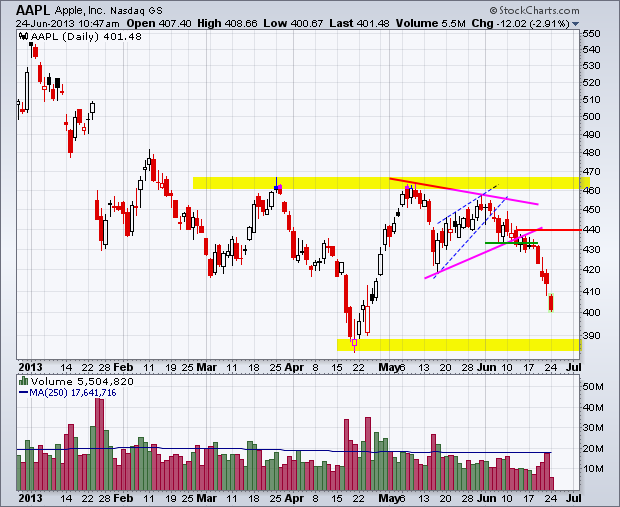 AAPL Apple, Inc. Nasdaq GS © StockCharts.com
24-Jun-2013 10:47am Open 407.40 High 408.66 Low 400.67 Last 401.48 Volume 5.5M Chg -12.02 (-2.91%)
AAPL (Daily) 401.48
550
540
530
520
510
500
490
480
470
460
450
440
430
420
410
400
390
2013 14 22 28 Feb 11 19 25 Mar 11 18 25 Apr 8 15 22 May 6 13 20 28 Jun 10 17 24 Jul
Volume 5,504,820
MA(250) 17,641,716
50M
40M
30M
20M
10M
2013 14 22 28 Feb 11 19 25 Mar 11 18 25 Apr 8 15 22 May 6 13 20 28 Jun 10 17 24 Jul